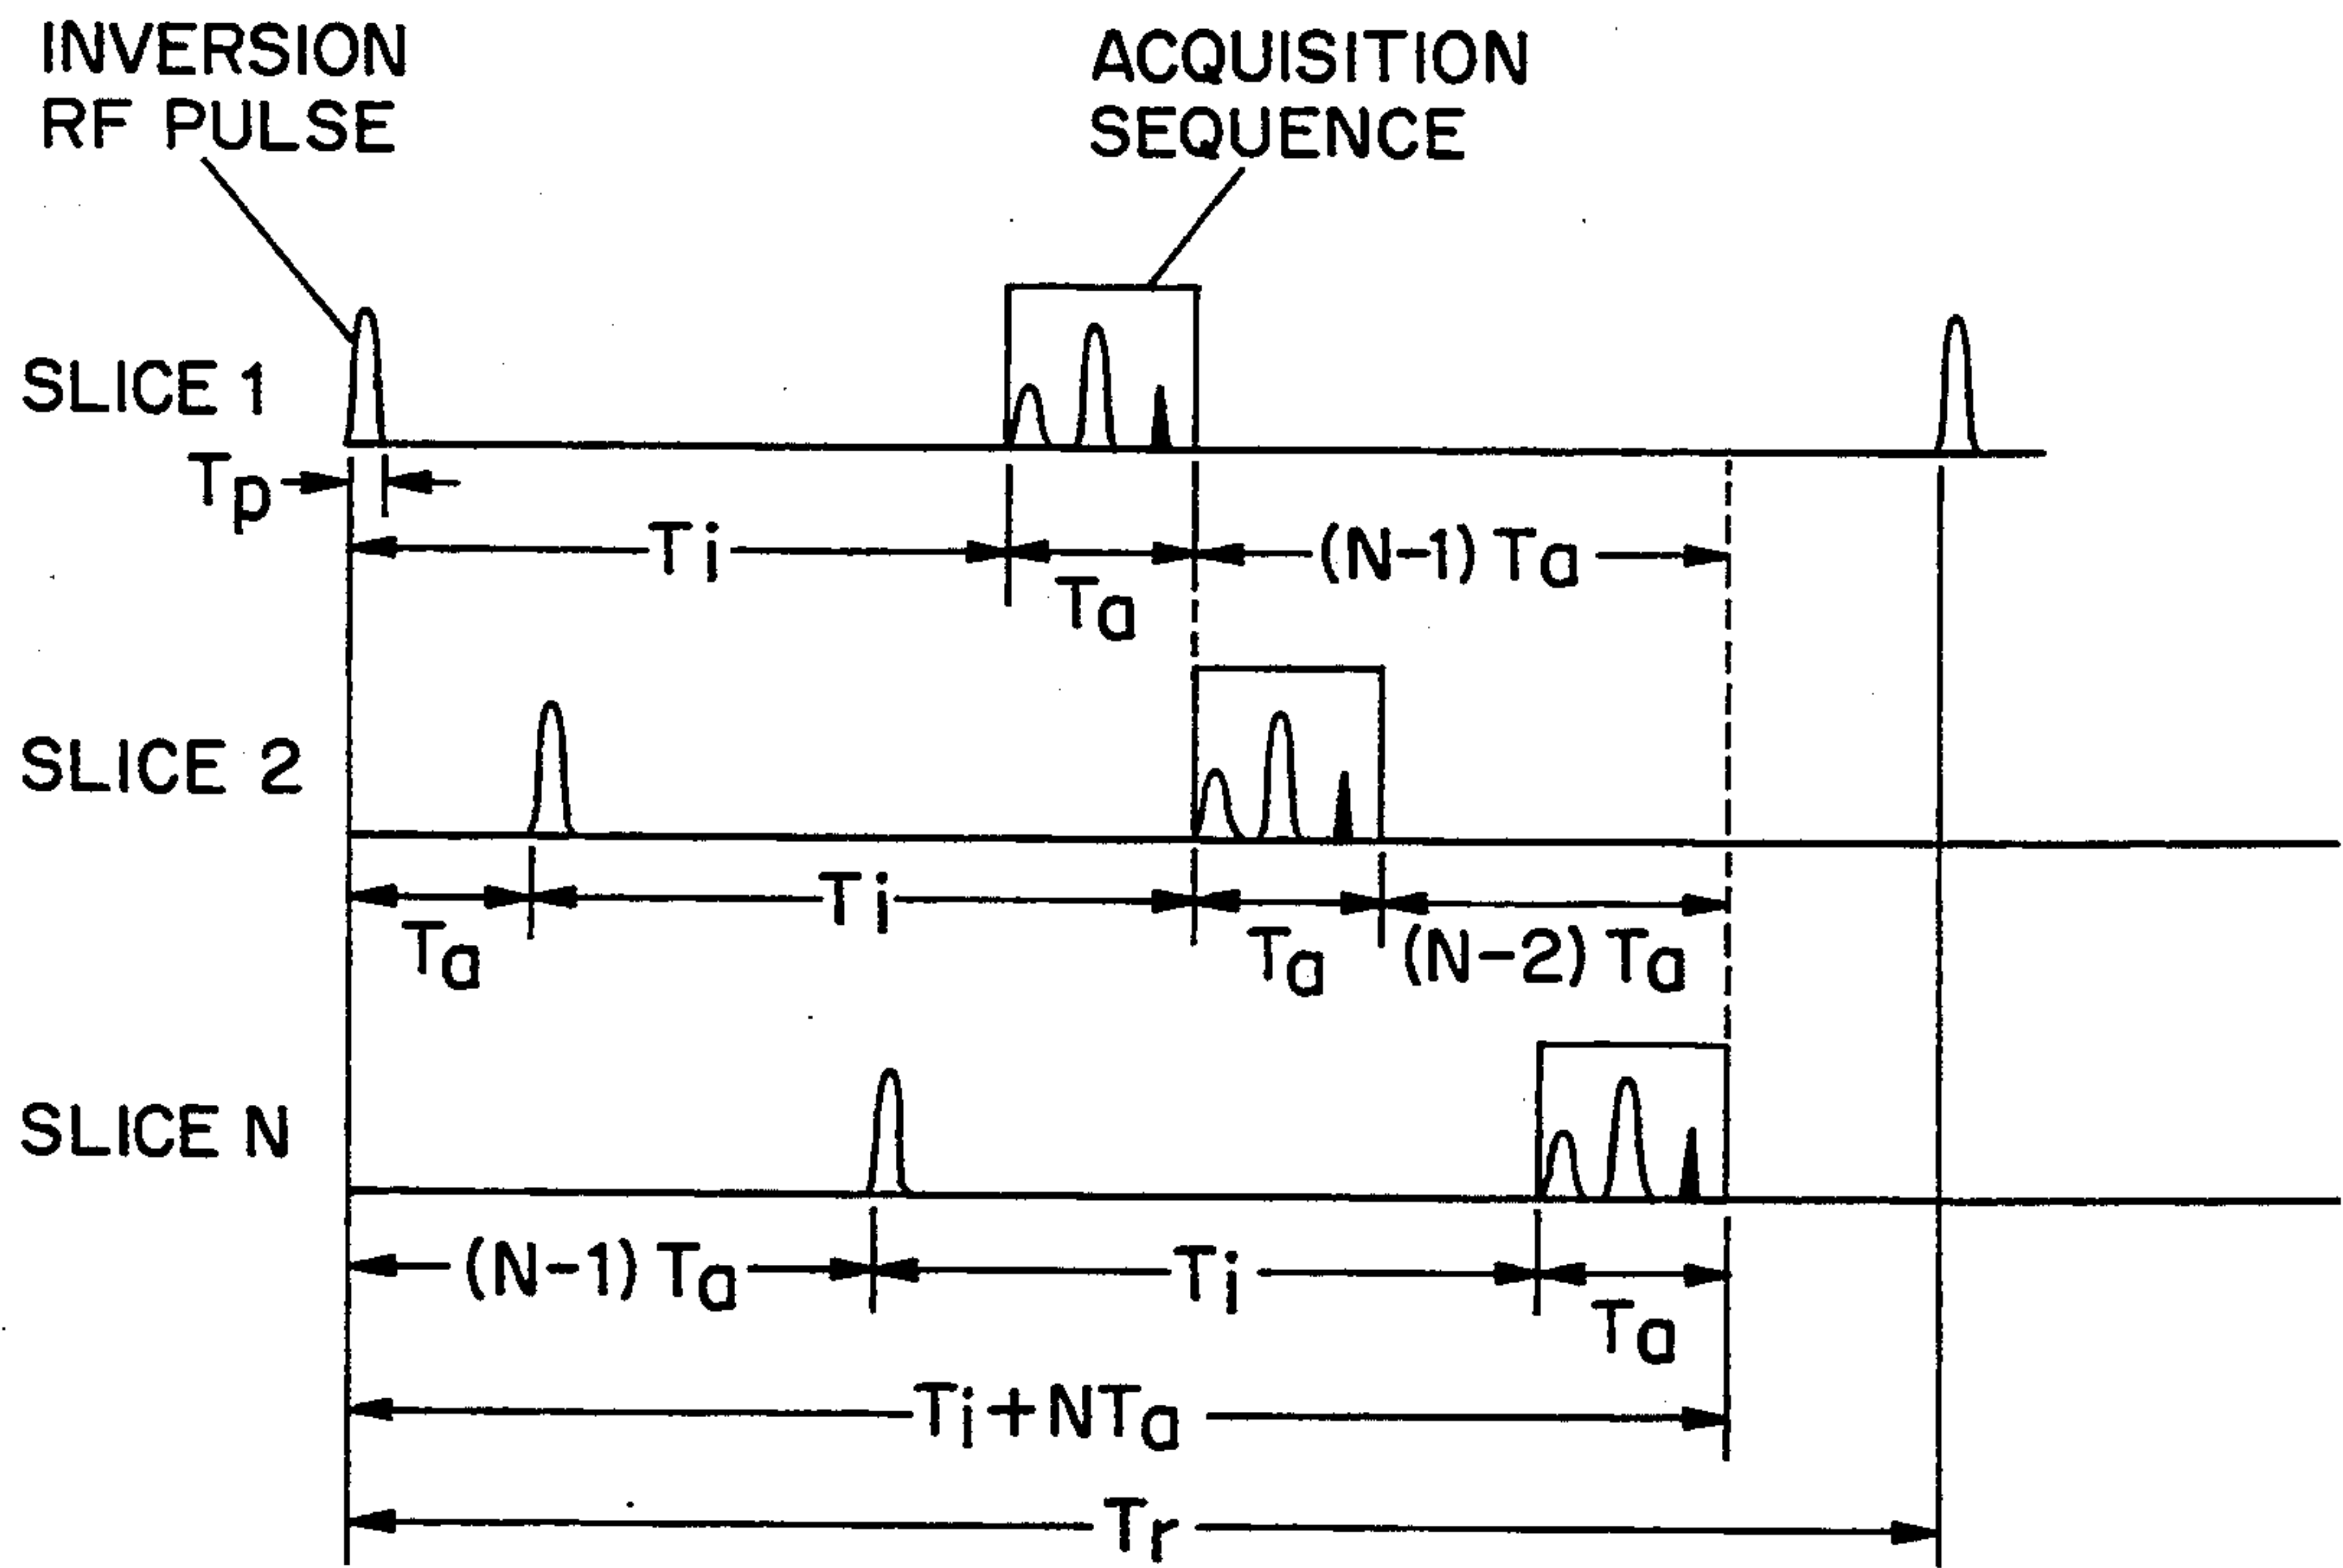 INVERSION
RF PULSE
ACQUISITION
SEQUENCE
SLICE 1
Tp
Ti
Ta
(N-1) Ta
SLICE 2
Ta
Ti
Ta
(N-2) Ta
SLICE N
(N-1) Ta
Ti
Ta
Ti+NTa
Tr